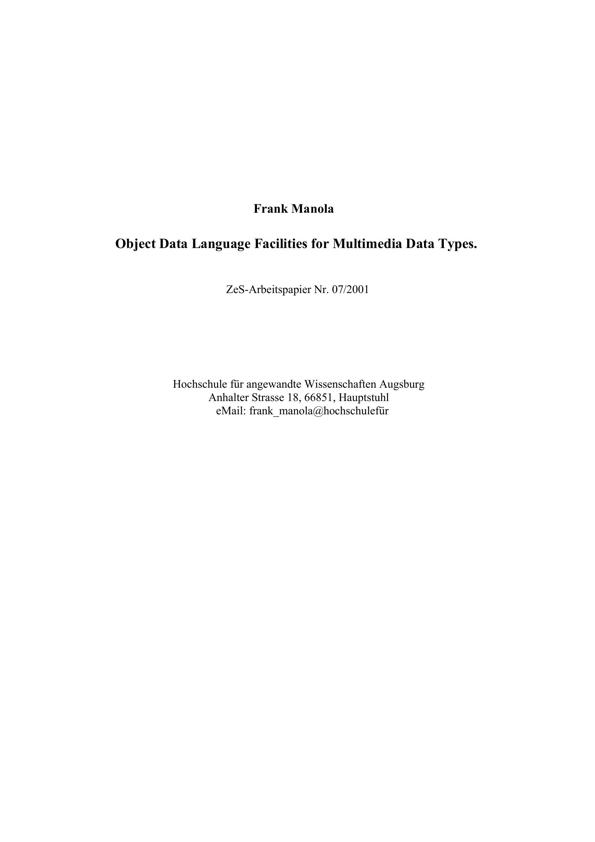 Frank Manola
Object Data Language Facilities for Multimedia Data Types.
ZeS-Arbeitspapier Nr. 07/2001
Hochschule für angewandte Wissenschaften Augsburg
Anhalter Strasse 18, 66851, Hauptstuhl
eMail: frank_manola@hochschulefür